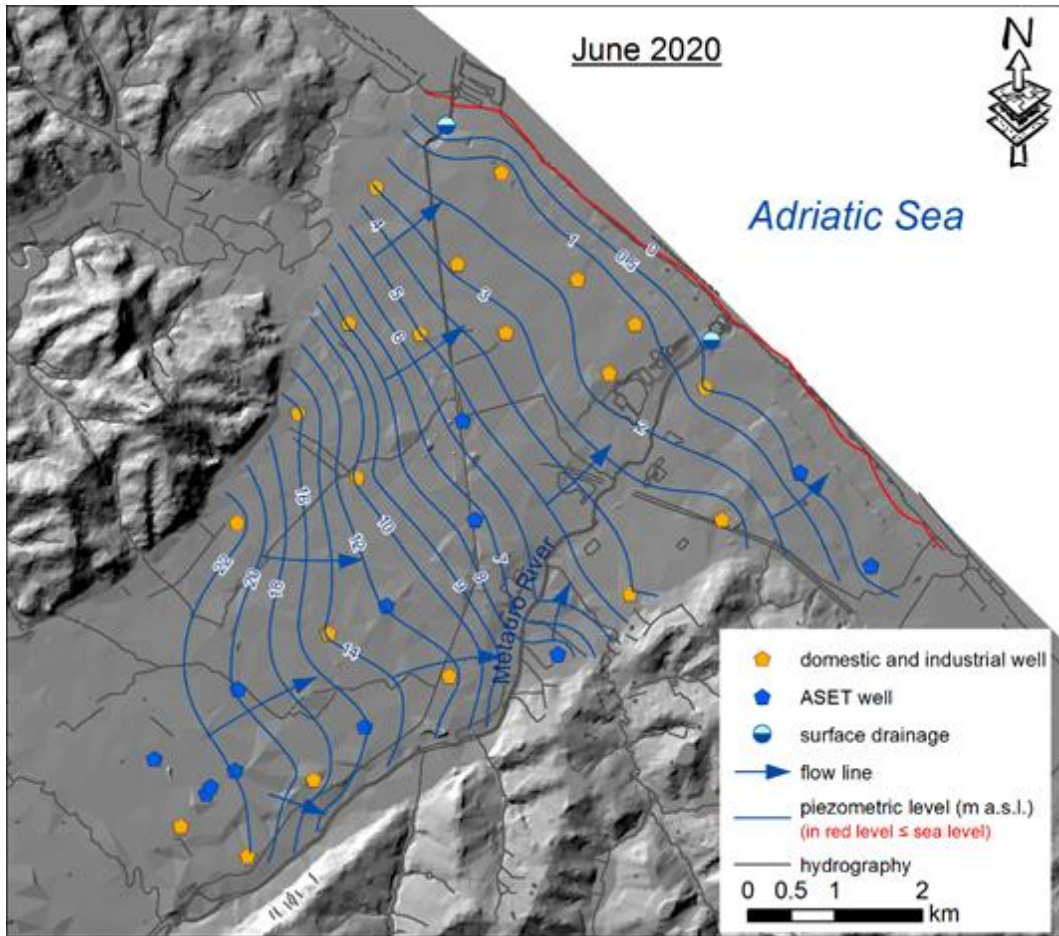 June 2020
N
Adriatic Sea
0
0.5
1
4
3
5
6
2
16
10
12
7
8
9
22
20
18
14
Metauro River
domestic and industrial well
ASET well
surface drainage
flow line
piezometric level (m a.s.l.)
(in red level ≤ sea level)
hydrography
0 0.5 1 2
km